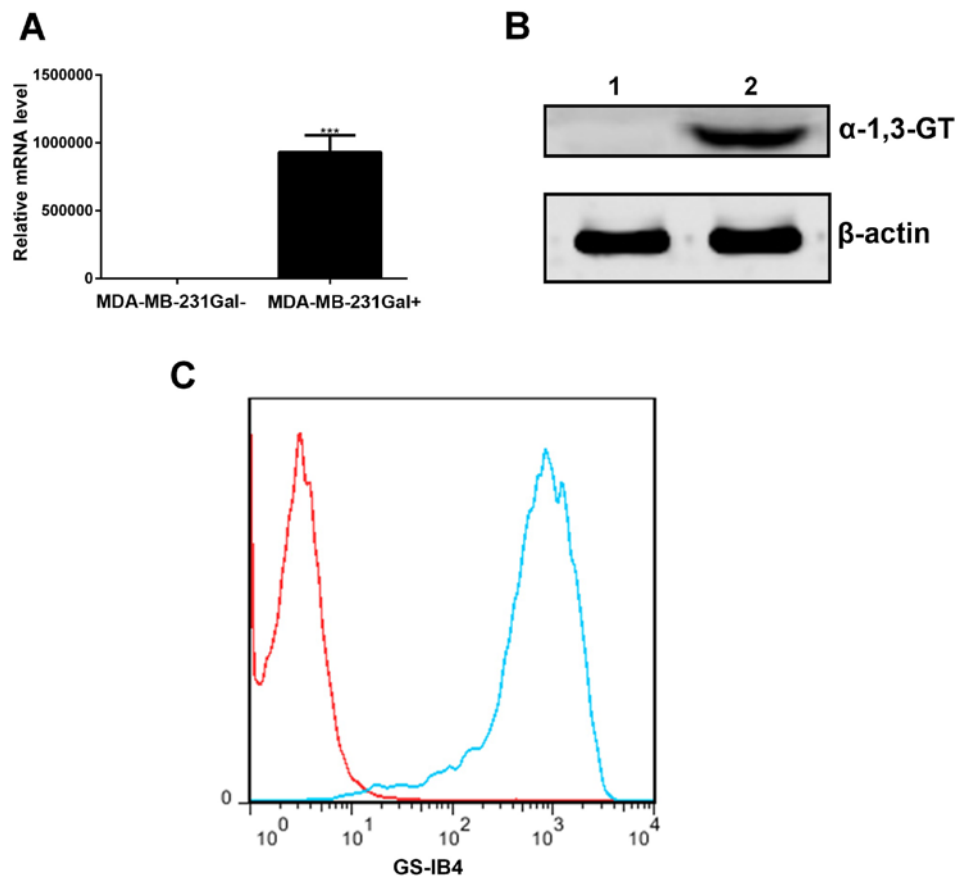 A
1500000
1000000
500000
0
Relative mRNA level
***
MDA-MB-231Gal-
MDA-MB-231Gal+
B
1 2
α-1,3-GT
β-actin
C
0
10^0 10^1 10^2 10^3 10^4
GS-IB4